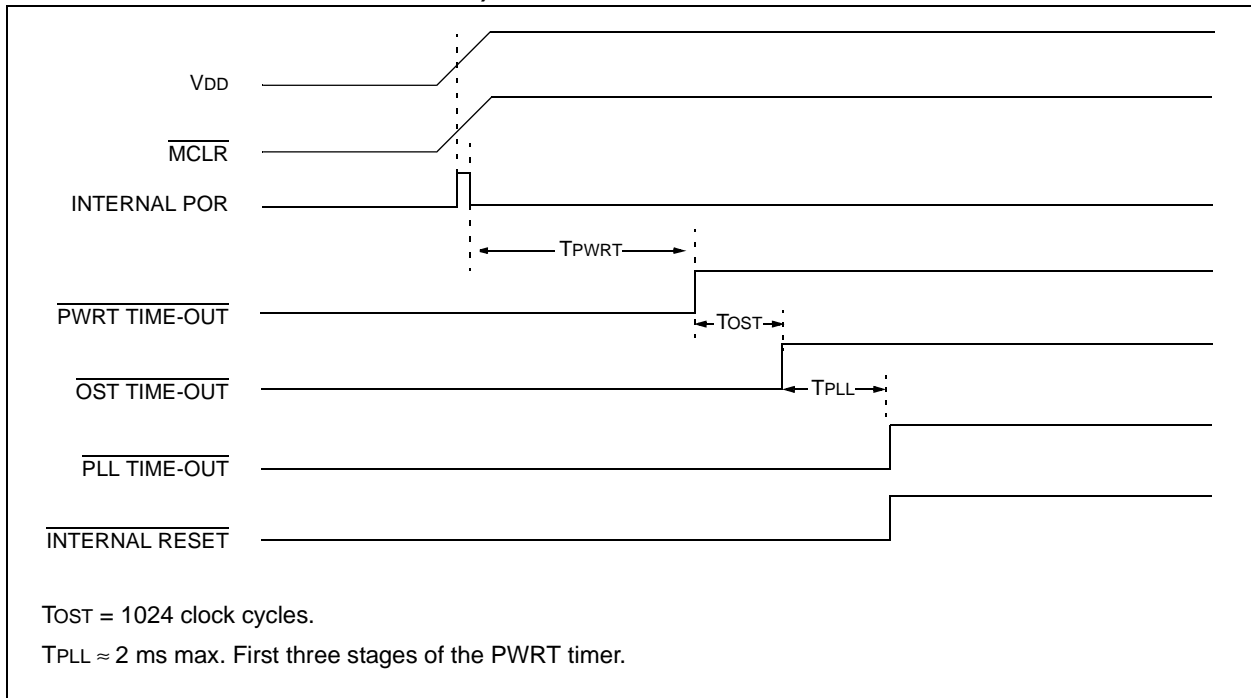 VDD
MCLR
INTERNAL POR
TPWRT
PWRT TIME-OUT
TOST
OST TIME-OUT
TPLL
PLL TIME-OUT
INTERNAL RESET
TOST = 1024 clock cycles.
TPLL ≈ 2 ms max. First three stages of the PWRT timer.